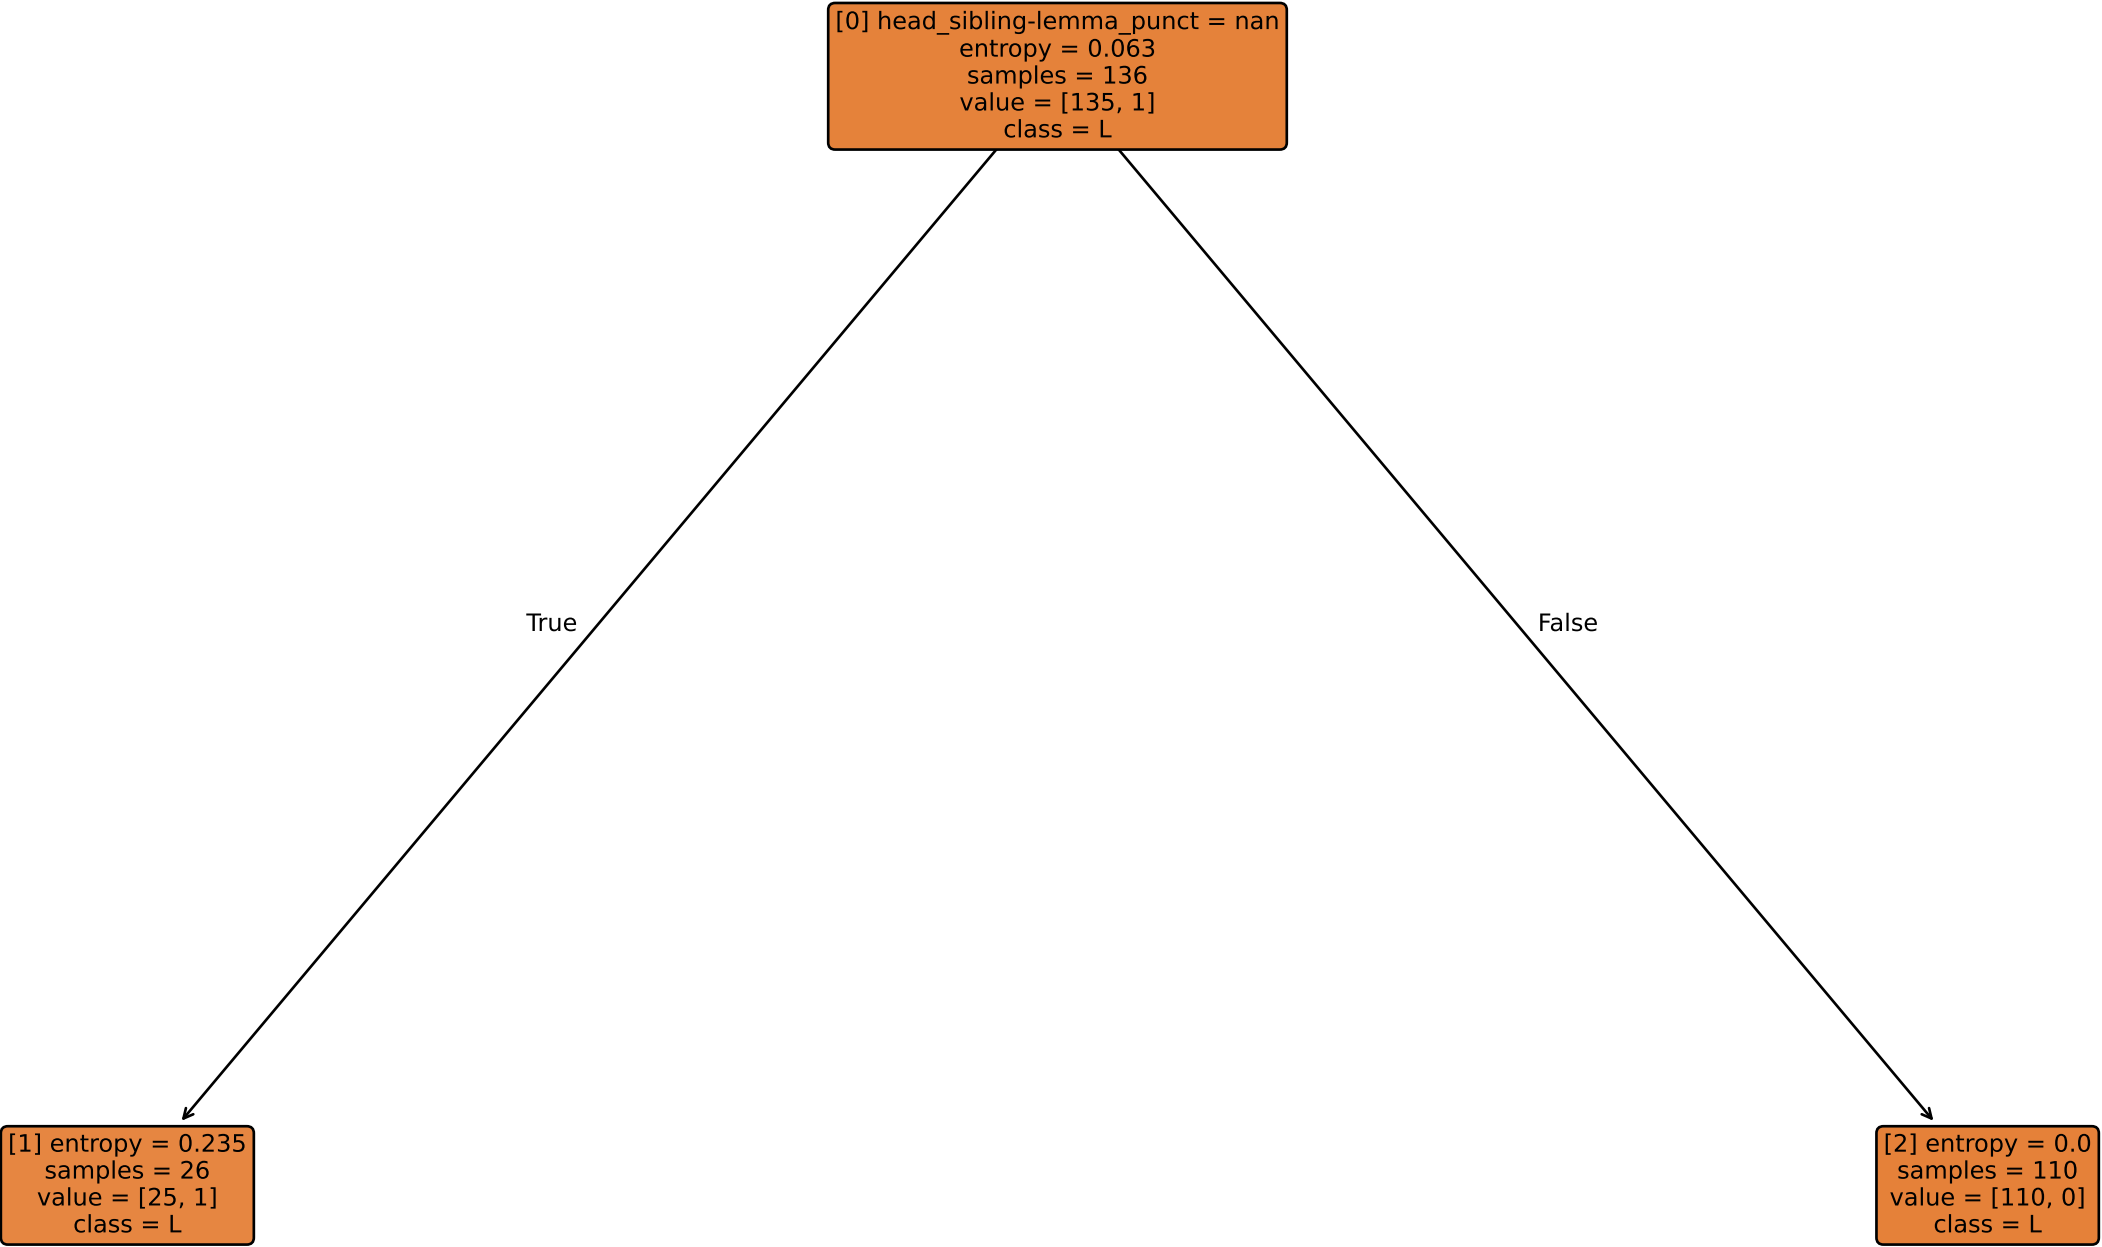 [0] head_sibling-lemma_punct = nan
entropy = 0.063
samples = 136
value = [135, 1]
class = L
True
False
[1] entropy = 0.235
samples = 26
value = [25, 1]
class = L
[2] entropy = 0.0
samples = 110
value = [110, 0]
class = L